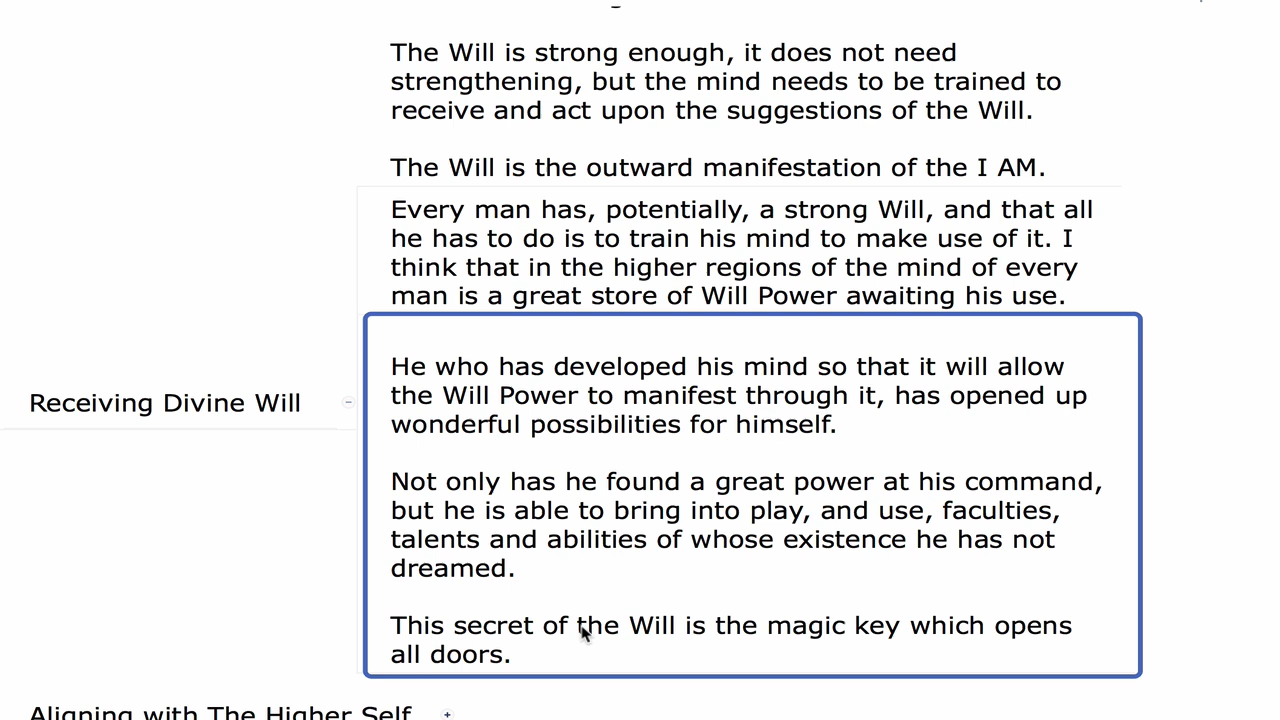 The Will is strong enough, it does not need
strengthening, but the mind needs to be trained to
receive and act upon the suggestions of the Will.
The Will is the outward manifestation of the I AM.
Every man has, potentially, a strong Will, and that all
he has to do is to train his mind to make use of it. I
think that in the higher regions of the mind of every
man is a great store of Will Power awaiting his use.
Receiving Divine Will
He who has developed his mind so that it will allow
the Will Power to manifest through it, has opened up
wonderful possibilities for himself.
Not only has he found a great power at his command,
but he is able to bring into play, and use, faculties,
talents and abilities of whose existence he has not
dreamed.
This secret of the Will is the magic key which opens
all doors.
Aligning with The Higher Self